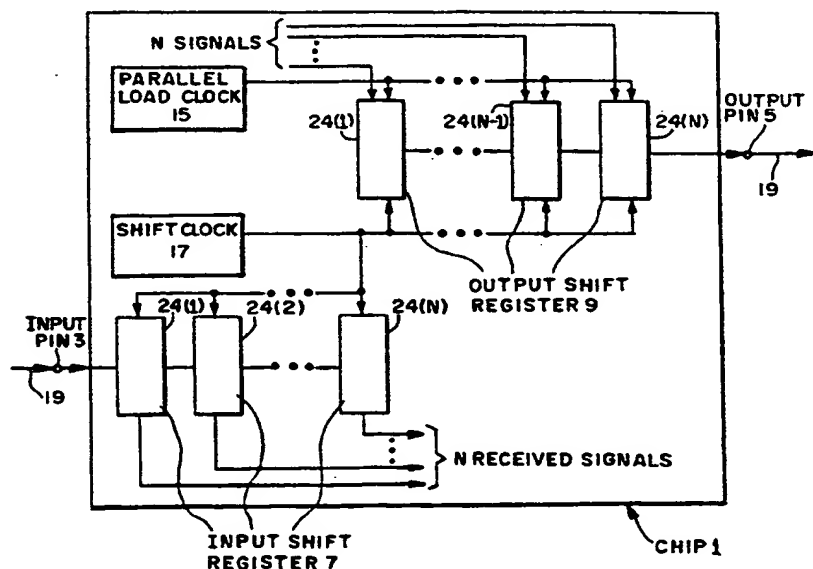 N SIGNALS
PARALLEL
LOAD CLOCK
15
24(1)
24(N-1)
24(N)
OUTPUT
PIN 5
19
SHIFT CLOCK
17
OUTPUT SHIFT
REGISTER 9
24(1)
24(2)
24(N)
INPUT
PIN 3
19
N RECEIVED SIGNALS
INPUT SHIFT
REGISTER 7
CHIP 1